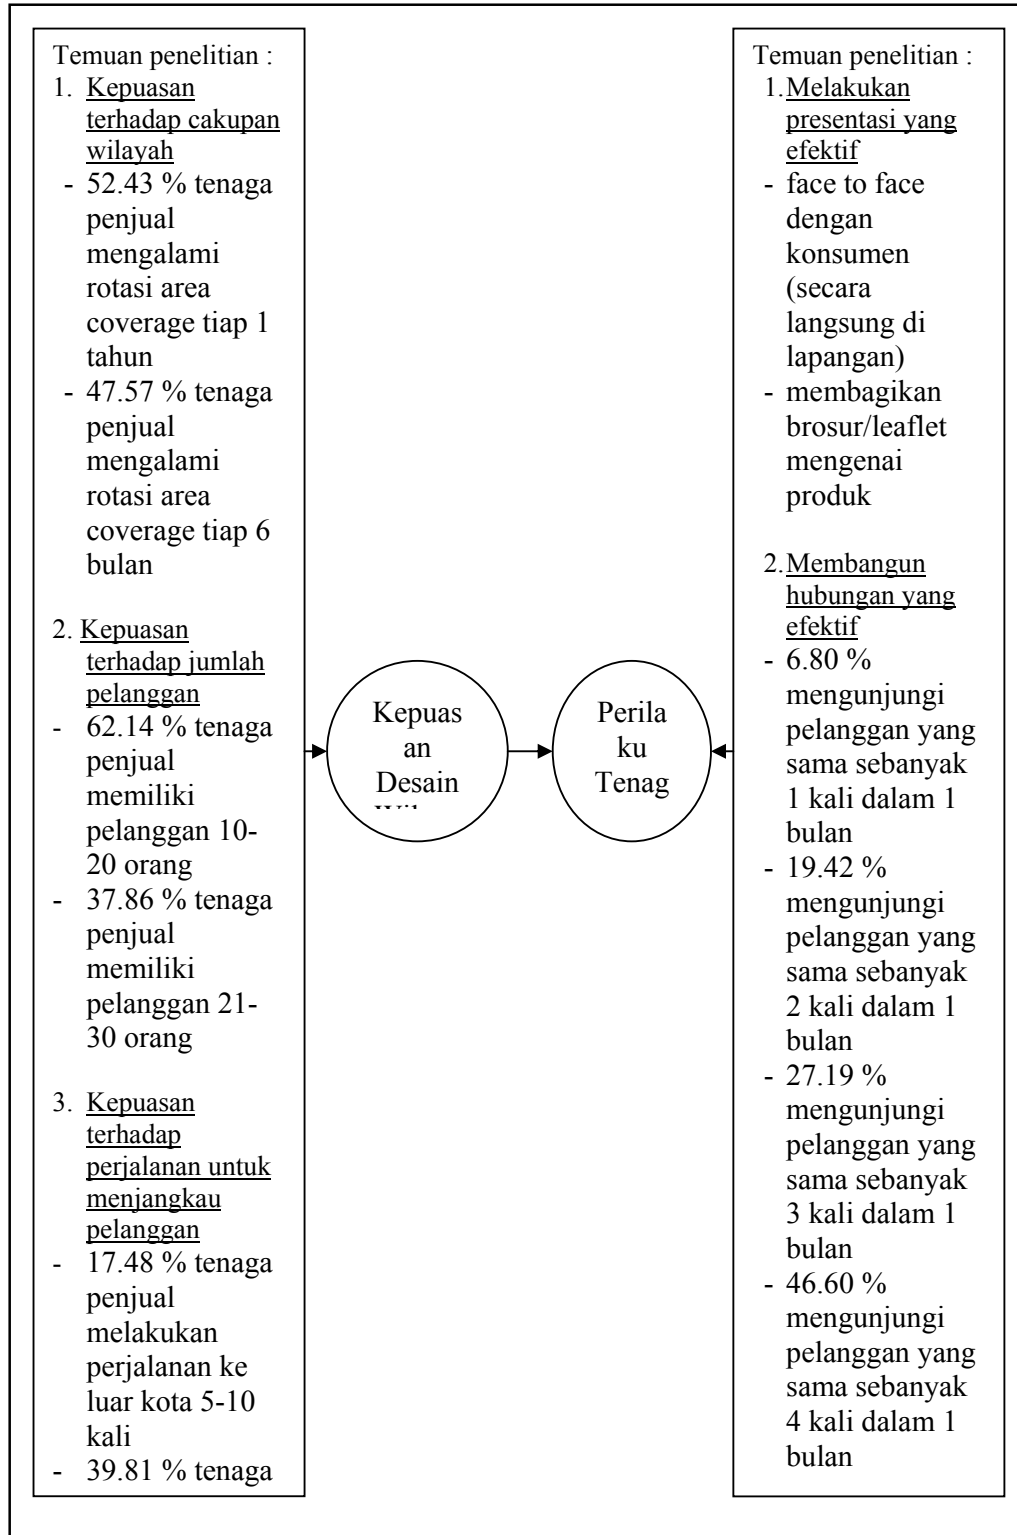 Temuan penelitian :
1. Kepuasan
terhadap cakupan
wilayah
- 52.43 % tenaga
penjual
mengalami
rotasi area
coverage tiap 1
tahun
- 47.57 % tenaga
penjual
mengalami
rotasi area
coverage tiap 6
bulan
2. Kepuasan
terhadap jumlah
pelanggan
- 62.14 % tenaga
penjual
memiliki
pelanggan 10-
20 orang
- 37.86 % tenaga
penjual
memiliki
pelanggan 21-
30 orang
3. Kepuasan
terhadap
perjalanan untuk
menjangkau
pelanggan
- 17.48 % tenaga
penjual
melakukan
perjalanan ke
luar kota 5-10
kali
- 39.81 % tenaga
Kepuas
an
Desain
Perila
ku
Tenag
Temuan penelitian :
1. Melakukan
presentasi yang
efektif
- face to face
dengan
konsumen
(secara
langsung di
lapangan)
- membagikan
brosur/leaflet
mengenai
produk
2. Membangun
hubungan yang
efektif
- 6.80 %
mengunjungi
pelanggan yang
sama sebanyak
1 kali dalam 1
bulan
- 19.42 %
mengunjungi
pelanggan yang
sama sebanyak
2 kali dalam 1
bulan
- 27.19 %
mengunjungi
pelanggan yang
sama sebanyak
3 kali dalam 1
bulan
- 46.60 %
mengunjungi
pelanggan yang
sama sebanyak
4 kali dalam 1
bulan